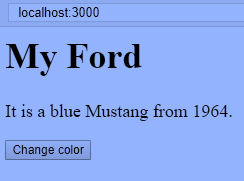 localhost:3000
My Ford
It is a blue Mustang from 1964.
Change color